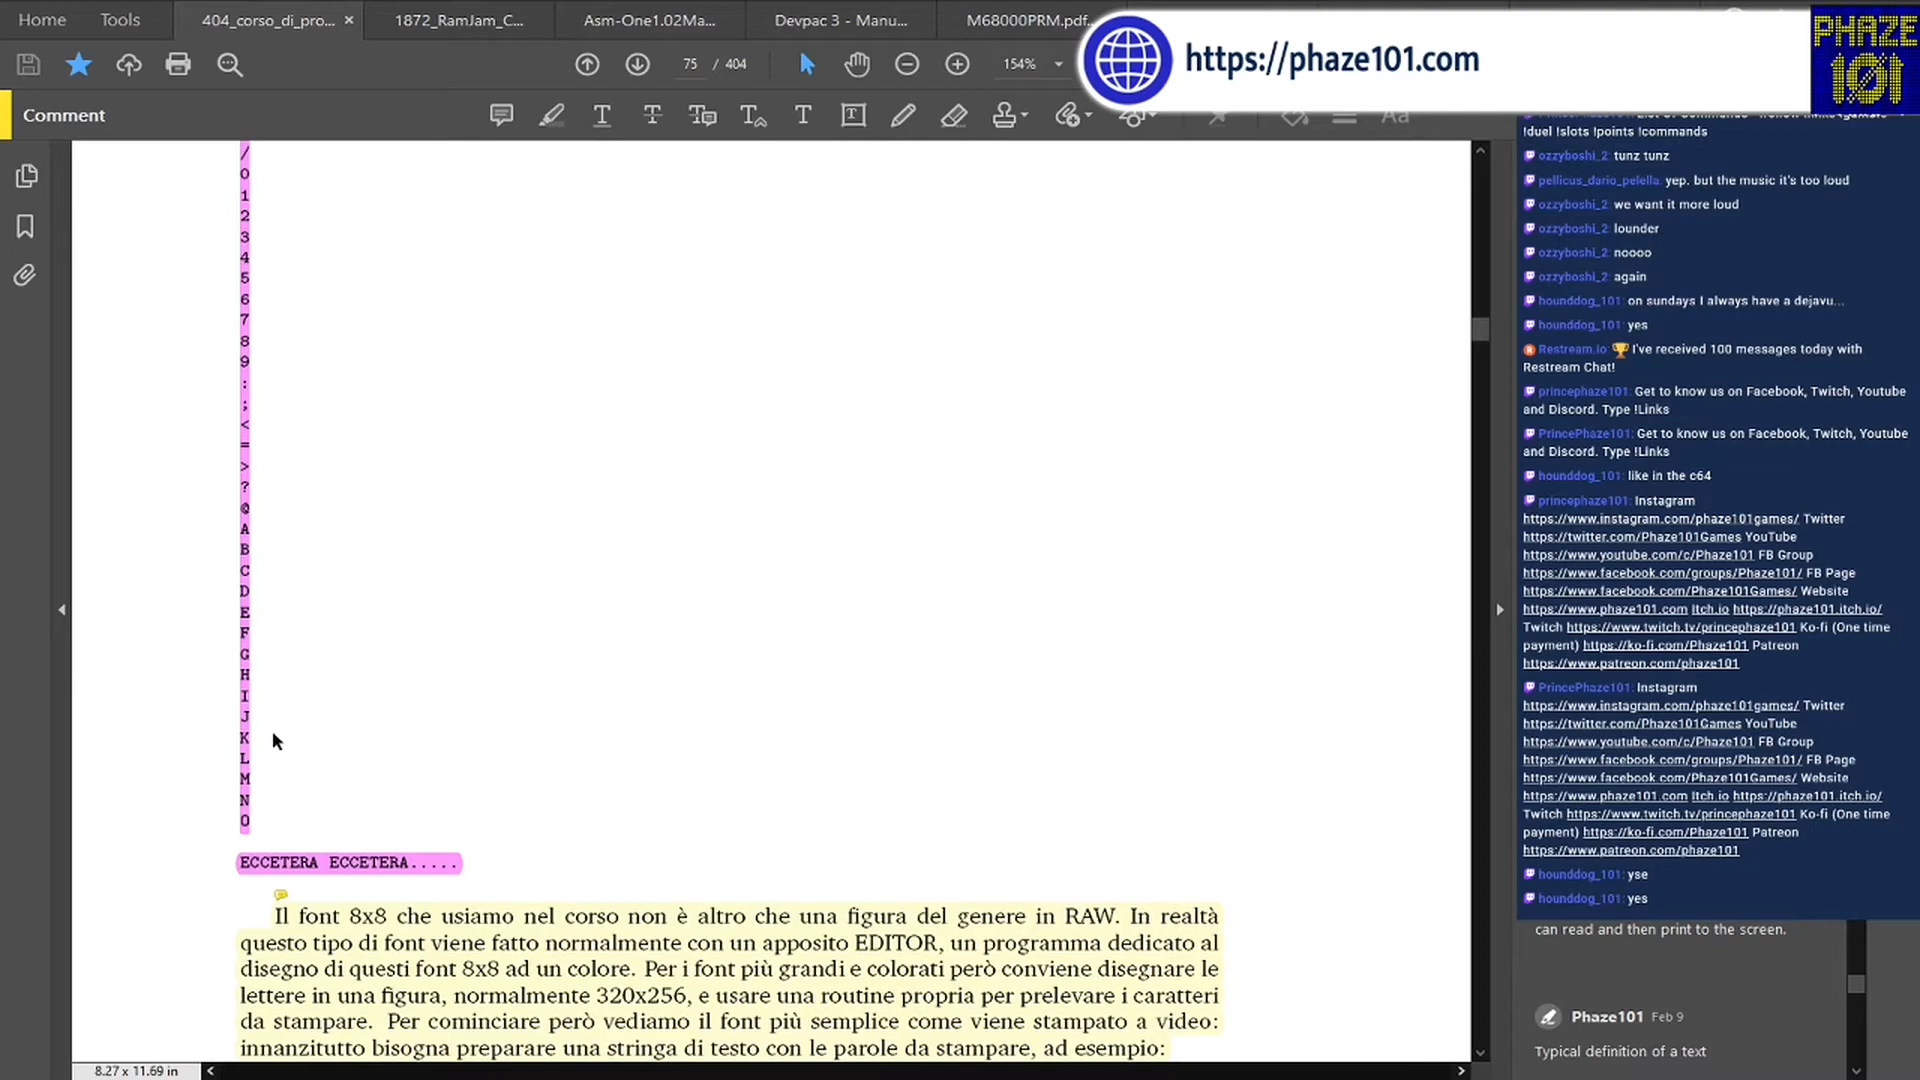 Home
Tools
404_corso_di_pro...
1872_RamJam_C...
Asm-One1.02Ma...
Devpac 3 - Manu...
M68000PRM.pdf
https://phaze101.com
PHAZE
101
75 / 404
154%
Comment
/
0
1
2
3
4
5
6
7
8
9
:
;
<
=
>
?
@
A
B
C
D
E
F
G
H
I
J
K
L
M
N
O
ECCETERA ECCETERA.....
Il font 8x8 che usiamo nel corso non è altro che una figura del genere in RAW. In realtà
questo tipo di font viene fatto normalmente con un apposito EDITOR, un programma dedicato al
disegno di questi font 8x8 ad un colore. Per i font più grandi e colorati però conviene disegnare le
lettere in una figura, normalmente 320x256, e usare una routine propria per prelevare i caratteri
da stampare. Per cominciare però vediamo il font più semplice come viene stampato a video:
innanzitutto bisogna preparare una stringa di testo con le parole da stampare, ad esempio:
8.27 x 11.69 in
!duel !slots !points !commands
ozzyboshi_2: tunz tunz
pellicus_dario_pelella: yep. but the music it's too loud
ozzyboshi_2: we want it more loud
ozzyboshi_2: lounder
ozzyboshi_2: noooo
ozzyboshi_2: again
hounddog_101: on sundays I always have a dejavu...
hounddog_101: yes
Restream.io: 🏆 I've received 100 messages today with
Restream Chat!
princephaze101: Get to know us on Facebook, Twitch, Youtube
and Discord. Type !Links
PrincePhaze101: Get to know us on Facebook, Twitch, Youtube
and Discord. Type !Links
hounddog_101: like in the c64
princephaze101: Instagram
https://www.instagram.com/phaze101games/ Twitter
https://twitter.com/Phaze101Games YouTube
https://www.youtube.com/c/Phaze101 FB Group
https://www.facebook.com/groups/Phaze101/ FB Page
https://www.facebook.com/Phaze101Games/ Website
https://www.phaze101.com Itch.io https://phaze101.itch.io/
Twitch https://www.twitch.tv/princephaze101 Ko-fi (One time
payment) https://ko-fi.com/Phaze101 Patreon
https://www.patreon.com/phaze101
PrincePhaze101: Instagram
https://www.instagram.com/phaze101games/ Twitter
https://twitter.com/Phaze101Games YouTube
https://www.youtube.com/c/Phaze101 FB Group
https://www.facebook.com/groups/Phaze101/ FB Page
https://www.facebook.com/Phaze101Games/ Website
https://www.phaze101.com Itch.io https://phaze101.itch.io/
Twitch https://www.twitch.tv/princephaze101 Ko-fi (One time
payment) https://ko-fi.com/Phaze101 Patreon
https://www.patreon.com/phaze101
hounddog_101: yse
hounddog_101: yes
can read and then print to the screen.
Phaze101 Feb 9
Typical definition of a text